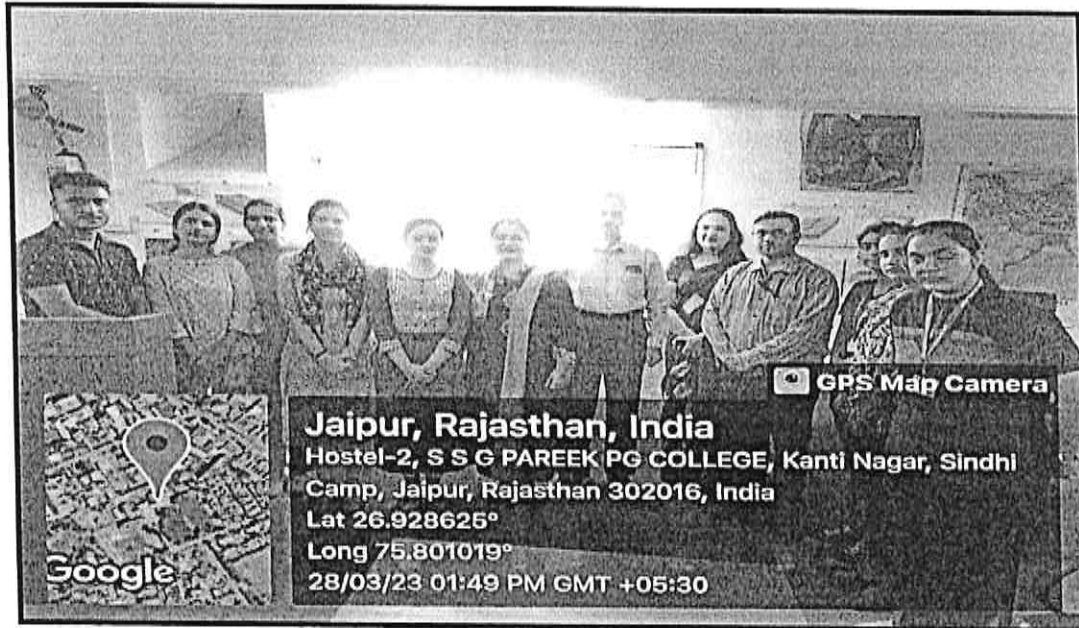 GPS Map Camera
Jaipur, Rajasthan, India
Hostel-2, S S G PAREEK PG COLLEGE, Kanti Nagar, Sindhi
Camp, Jaipur, Rajasthan 302016, India
Lat 26.928625°
Long 75.801019°
28/03/23 01:49 PM GMT +05:30
Google